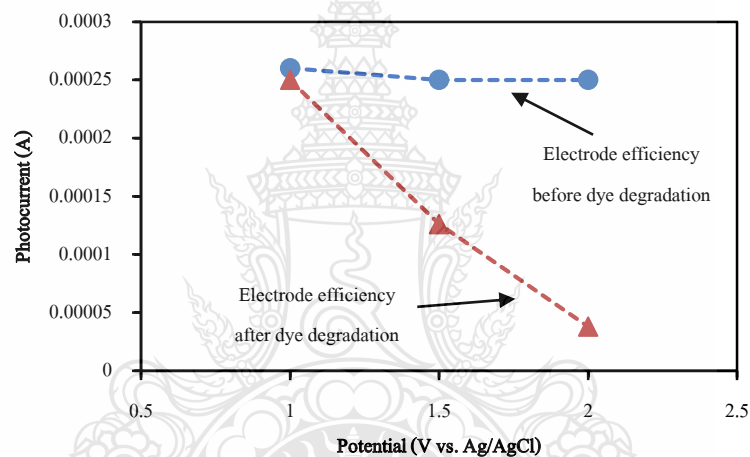 0.0003
0.00025
0.0002
0.00015
0.0001
0.00005
0
Photocurrent (A)
Electrode efficiency
before dye degradation
Electrode efficiency
after dye degradation
0.5
1
1.5
2
2.5
Potential (V vs. Ag/AgCl)